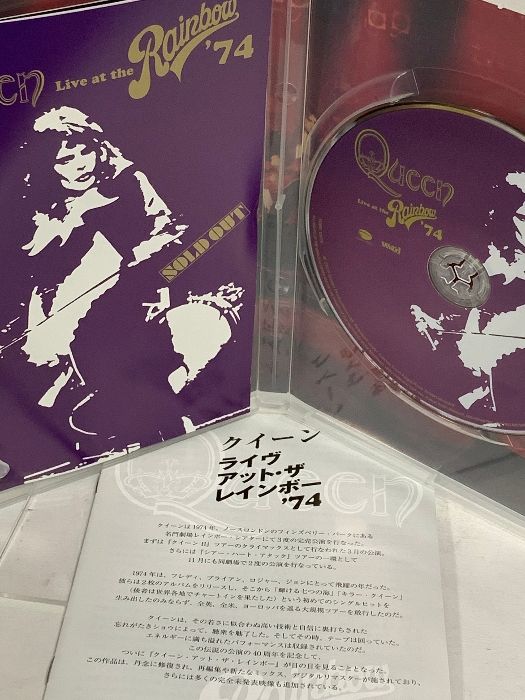 Live at the
Rainbow
'74
SOLD OUT
Queen
Live at the Rainbow '74
クイーン
ライヴ
アット・ザ
レインボー
'74
クイーンは1974年、ノースロンドンのフィンズベリー・パークにある
名門劇場レインボー・シアターにて3度の完売公演を行なった。
まずは『クイーンII』ツアーのクライマックスとして行なわれた3月の公演。
さらには『シアー・ハート・アタック』ツアーの一環として
11月にも同劇場で2度の公演を行なっている。
1974年は、フレディ、ブライアン、ロジャー、ジョンにとって飛躍の年だった。
彼らは2枚のアルバムをリリースし、そこから「輝ける七つの海」「キラー・クイーン」
(後者は世界各地でチャートインを果たした)という初めてのシングルヒットを
生み出したのみならず、全英、全米、ヨーロッパを巡る大規模ツアーを敢行したのだ。
クイーンは、その若さに似合わぬ高い技術と自信に裏打ちされた
忘れがたきショウによって、聴衆を魅了した。そしてその時、テープは回っていた。
エネルギーに満ち溢れたパフォーマンスは収録されていたのだ。
この伝説の公演の40周年を記念して、
ついに『クイーン・アット・ザ・レインボー』が日の目を見ることとなった。
この作品は、丹念に修復され、再編集や新たなミックス、デジタルリマスターが施されており、
さらには多くの完全未発表映像も追加されている。